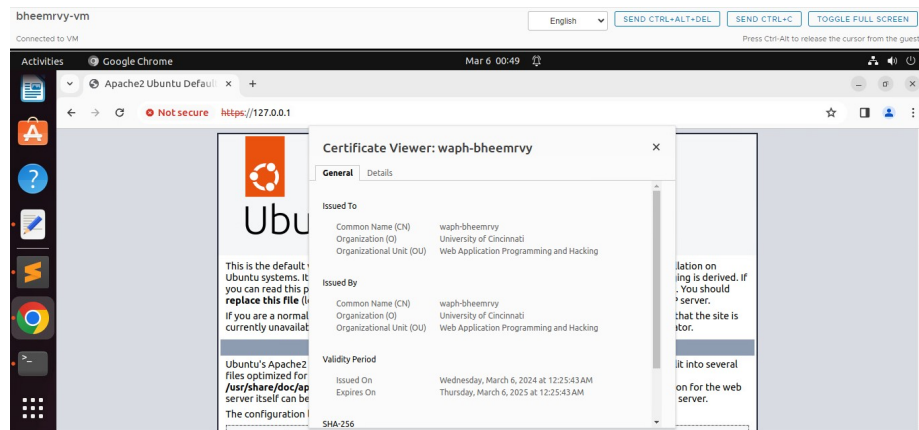 bheemrvy-vm
English
SEND CTRL+ALT+DEL
SEND CTRL+C
TOGGLE FULL SCREEN
Connected to VM
Press Ctrl-Alt to release the cursor from the guest
Activities
Google Chrome
Mar 6 00:49
Apache2 Ubuntu Defaul
Not secure
https://127.0.0.1
Certificate Viewer: waph-bheemrvy
General Details
Issued To
Common Name (CN) waph-bheemrvy
Organization (O) University of Cincinnati
Organizational Unit (OU) Web Application Programming and Hacking
Issued By
Common Name (CN) waph-bheemrvy
Organization (O) University of Cincinnati
Organizational Unit (OU) Web Application Programming and Hacking
Validity Period
Issued On Wednesday, March 6, 2024 at 12:25:43 AM
Expires On Thursday, March 6, 2025 at 12:25:43 AM
SHA-256
Ubu
This is the default
Ubuntu systems. It
you can read this p
replace this file (l
If you are a normal
currently unavailab
Ubuntu's Apache2
files optimized for
/usr/share/doc/ap
server itself can be
The configuration l
lation on
ing is derived. If
. You should
server.
that the site is
ator.
lit into several
on for the web
server.